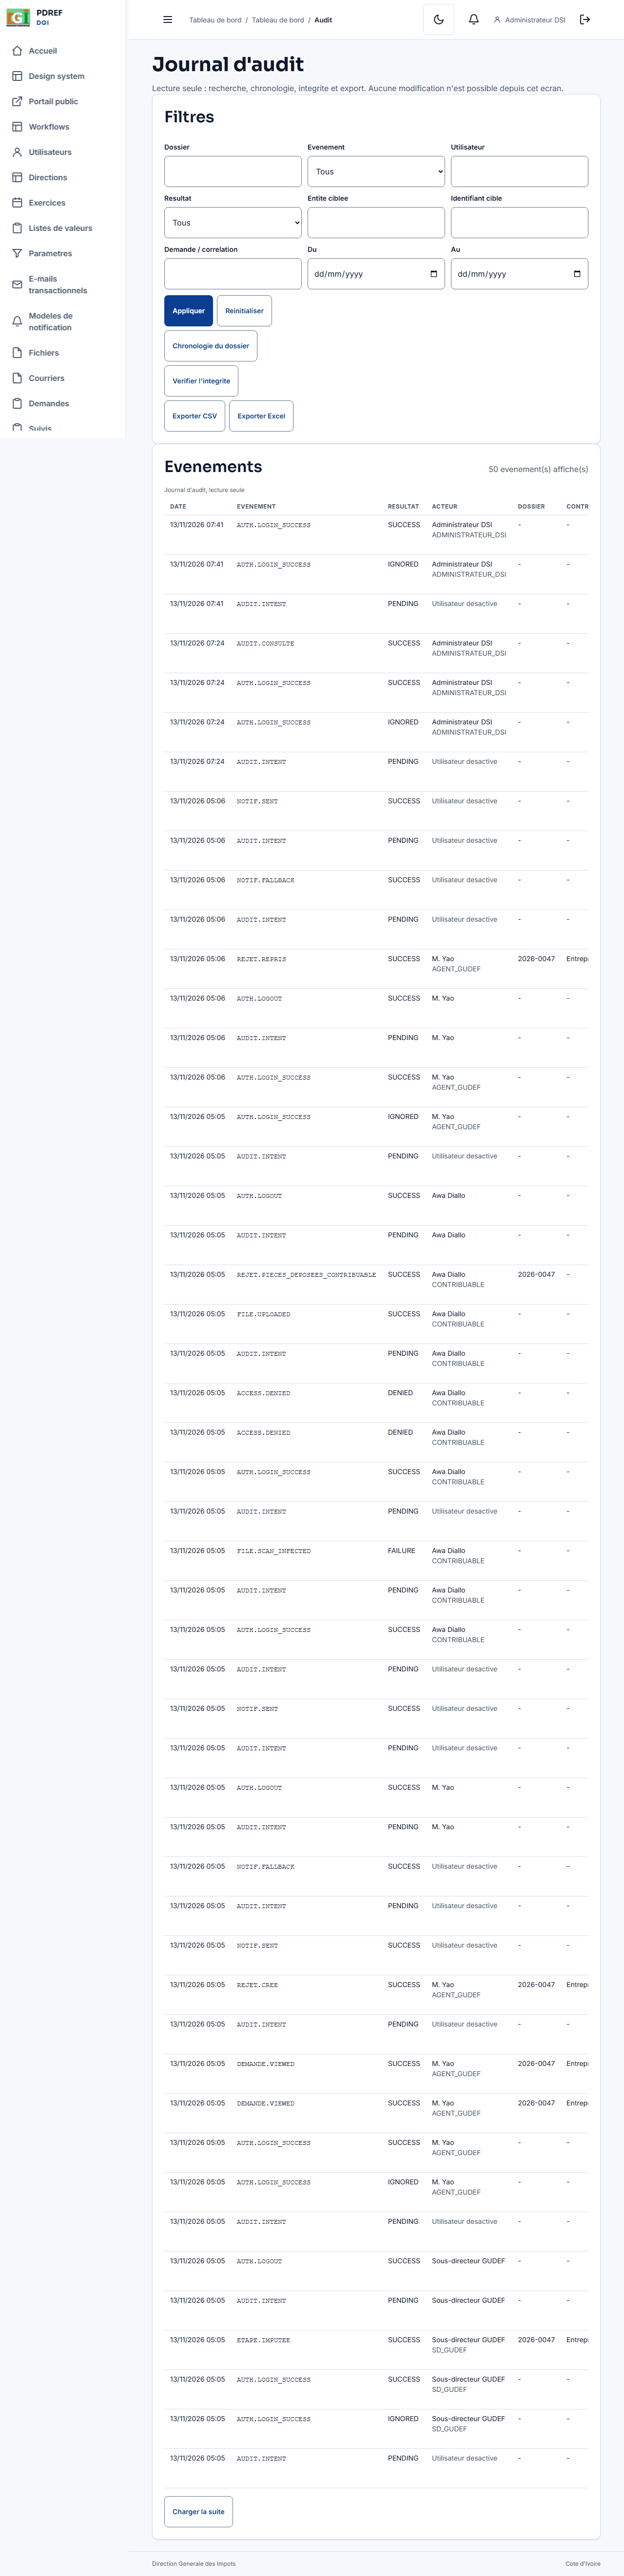 PDREF
DGI
Accueil
Design system
Portail public
Workflows
Utilisateurs
Directions
Exercices
Listes de valeurs
Parametres
E-mails
transactionnels
Modeles de
notification
Fichiers
Courriers
Demandes
Suivis
Tableau de bord / Tableau de bord / Audit
Administrateur DSI
Journal d'audit
Lecture seule : recherche, chronologie, integrite et export. Aucune modification n'est possible depuis cet ecran.
Filtres
Dossier Evenement Utilisateur
Tous
Resultat Entite ciblee Identifiant cible
Tous
Demande / correlation Du Au
dd/mm/yyyy dd/mm/yyyy
Appliquer Reinitialiser
Chronologie du dossier
Verifier l'integrite
Exporter CSV Exporter Excel
Evenements 50 evenement(s) affiche(s)
Journal d'audit, lecture seule
DATE EVENEMENT RESULTAT ACTEUR DOSSIER CONTR
13/11/2026 07:41 AUTH.LOGIN_SUCCESS SUCCESS Administrateur DSI - -
ADMINISTRATEUR_DSI
13/11/2026 07:41 AUTH.LOGIN_SUCCESS IGNORED Administrateur DSI - -
ADMINISTRATEUR_DSI
13/11/2026 07:41 AUDIT.INTENT PENDING Utilisateur desactive - -
13/11/2026 07:24 AUDIT.CONSULTE SUCCESS Administrateur DSI - -
ADMINISTRATEUR_DSI
13/11/2026 07:24 AUTH.LOGIN_SUCCESS SUCCESS Administrateur DSI - -
ADMINISTRATEUR_DSI
13/11/2026 07:24 AUTH.LOGIN_SUCCESS IGNORED Administrateur DSI - -
ADMINISTRATEUR_DSI
13/11/2026 07:24 AUDIT.INTENT PENDING Utilisateur desactive - -
13/11/2026 05:06 NOTIF.SENT SUCCESS Utilisateur desactive - -
13/11/2026 05:06 AUDIT.INTENT PENDING Utilisateur desactive - -
13/11/2026 05:06 NOTIF.FALLBACK SUCCESS Utilisateur desactive - -
13/11/2026 05:06 AUDIT.INTENT PENDING Utilisateur desactive - -
13/11/2026 05:06 REJET.REPRIS SUCCESS M. Yao 2026-0047 Entrepr
AGENT_GUDEF
13/11/2026 05:06 AUTH.LOGOUT SUCCESS M. Yao - -
13/11/2026 05:06 AUDIT.INTENT PENDING M. Yao - -
13/11/2026 05:06 AUTH.LOGIN_SUCCESS SUCCESS M. Yao - -
AGENT_GUDEF
13/11/2026 05:05 AUTH.LOGIN_SUCCESS IGNORED M. Yao - -
AGENT_GUDEF
13/11/2026 05:05 AUDIT.INTENT PENDING Utilisateur desactive - -
13/11/2026 05:05 AUTH.LOGOUT SUCCESS Awa Diallo - -
13/11/2026 05:05 AUDIT.INTENT PENDING Awa Diallo - -
13/11/2026 05:05 REJET.PIECES_DEPOSEES_CONTRIBUABLE SUCCESS Awa Diallo 2026-0047 -
CONTRIBUABLE
13/11/2026 05:05 FILE.UPLOADED SUCCESS Awa Diallo - -
CONTRIBUABLE
13/11/2026 05:05 AUDIT.INTENT PENDING Awa Diallo - -
CONTRIBUABLE
13/11/2026 05:05 ACCESS.DENIED DENIED Awa Diallo - -
CONTRIBUABLE
13/11/2026 05:05 ACCESS.DENIED DENIED Awa Diallo - -
CONTRIBUABLE
13/11/2026 05:05 AUTH.LOGIN_SUCCESS SUCCESS Awa Diallo - -
CONTRIBUABLE
13/11/2026 05:05 AUDIT.INTENT PENDING Utilisateur desactive - -
13/11/2026 05:05 FILE.SCAN_INFECTED FAILURE Awa Diallo - -
CONTRIBUABLE
13/11/2026 05:05 AUDIT.INTENT PENDING Awa Diallo - -
CONTRIBUABLE
13/11/2026 05:05 AUTH.LOGIN_SUCCESS SUCCESS Awa Diallo - -
CONTRIBUABLE
13/11/2026 05:05 AUDIT.INTENT PENDING Utilisateur desactive - -
13/11/2026 05:05 NOTIF.SENT SUCCESS Utilisateur desactive - -
13/11/2026 05:05 AUDIT.INTENT PENDING Utilisateur desactive - -
13/11/2026 05:05 AUTH.LOGOUT SUCCESS M. Yao - -
13/11/2026 05:05 AUDIT.INTENT PENDING M. Yao - -
13/11/2026 05:05 NOTIF.FALLBACK SUCCESS Utilisateur desactive - -
13/11/2026 05:05 AUDIT.INTENT PENDING Utilisateur desactive - -
13/11/2026 05:05 NOTIF.SENT SUCCESS Utilisateur desactive - -
13/11/2026 05:05 REJET.CREE SUCCESS M. Yao 2026-0047 Entrepr
AGENT_GUDEF
13/11/2026 05:05 AUDIT.INTENT PENDING Utilisateur desactive - -
13/11/2026 05:05 DEMANDE.VIEWED SUCCESS M. Yao 2026-0047 Entrepr
AGENT_GUDEF
13/11/2026 05:05 DEMANDE.VIEWED SUCCESS M. Yao 2026-0047 Entrepr
AGENT_GUDEF
13/11/2026 05:05 AUTH.LOGIN_SUCCESS SUCCESS M. Yao - -
AGENT_GUDEF
13/11/2026 05:05 AUTH.LOGIN_SUCCESS IGNORED M. Yao - -
AGENT_GUDEF
13/11/2026 05:05 AUDIT.INTENT PENDING Utilisateur desactive - -
13/11/2026 05:05 AUTH.LOGOUT SUCCESS Sous-directeur GUDEF - -
13/11/2026 05:05 AUDIT.INTENT PENDING Sous-directeur GUDEF - -
13/11/2026 05:05 ETAPE.IMPUTEE SUCCESS Sous-directeur GUDEF 2026-0047 Entrepr
SD_GUDEF
13/11/2026 05:05 AUTH.LOGIN_SUCCESS SUCCESS Sous-directeur GUDEF - -
SD_GUDEF
13/11/2026 05:05 AUTH.LOGIN_SUCCESS IGNORED Sous-directeur GUDEF - -
SD_GUDEF
13/11/2026 05:05 AUDIT.INTENT PENDING Utilisateur desactive - -
Charger la suite
Direction Generale des Impots Cote d'Ivoire